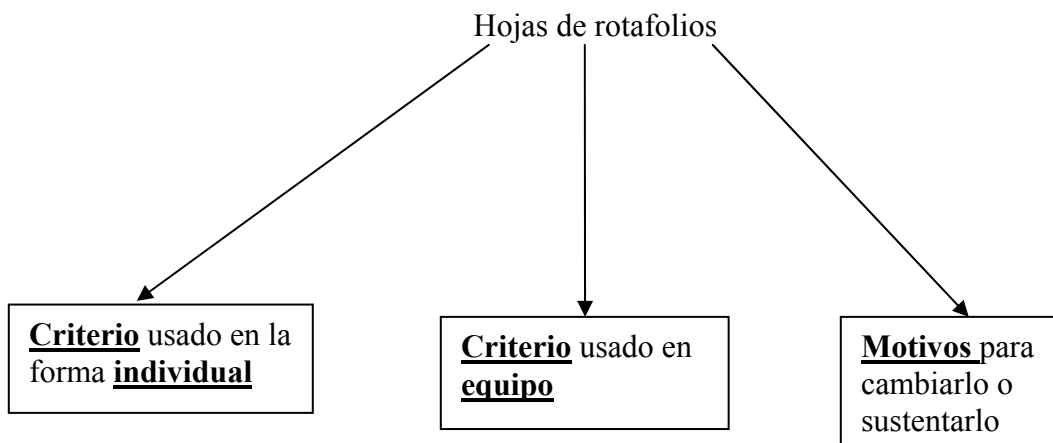 Hojas de rotafolios
Criterio usado en la
forma individual
Criterio usado en
equipo
Motivos para
cambiarlo o
sustentarlo